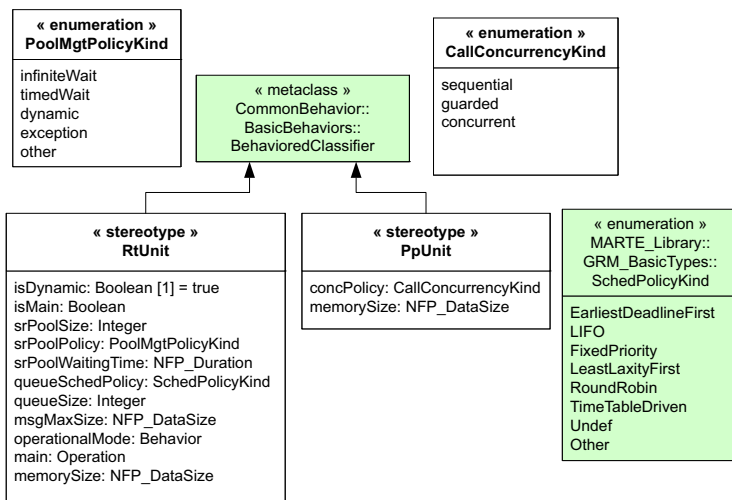 « enumeration »
PoolMgtPolicyKind
infiniteWait
timedWait
dynamic
exception
other
« metaclass »
CommonBehavior::
BasicBehaviors::
BehavioredClassifier
« enumeration »
CallConcurrencyKind
sequential
guarded
concurrent
« stereotype »
RtUnit
isDynamic: Boolean [1] = true
isMain: Boolean
srPoolSize: Integer
srPoolPolicy: PoolMgtPolicyKind
srPoolWaitingTime: NFP_Duration
queueSchedPolicy: SchedPolicyKind
queueSize: Integer
msgMaxSize: NFP_DataSize
operationalMode: Behavior
main: Operation
memorySize: NFP_DataSize
« stereotype »
PpUnit
concPolicy: CallConcurrencyKind
memorySize: NFP_DataSize
« enumeration »
MARTE_Library::
GRM_BasicTypes::
SchedPolicyKind
EarliestDeadlineFirst
LIFO
FixedPriority
LeastLaxityFirst
RoundRobin
TimeTableDriven
Undef
Other